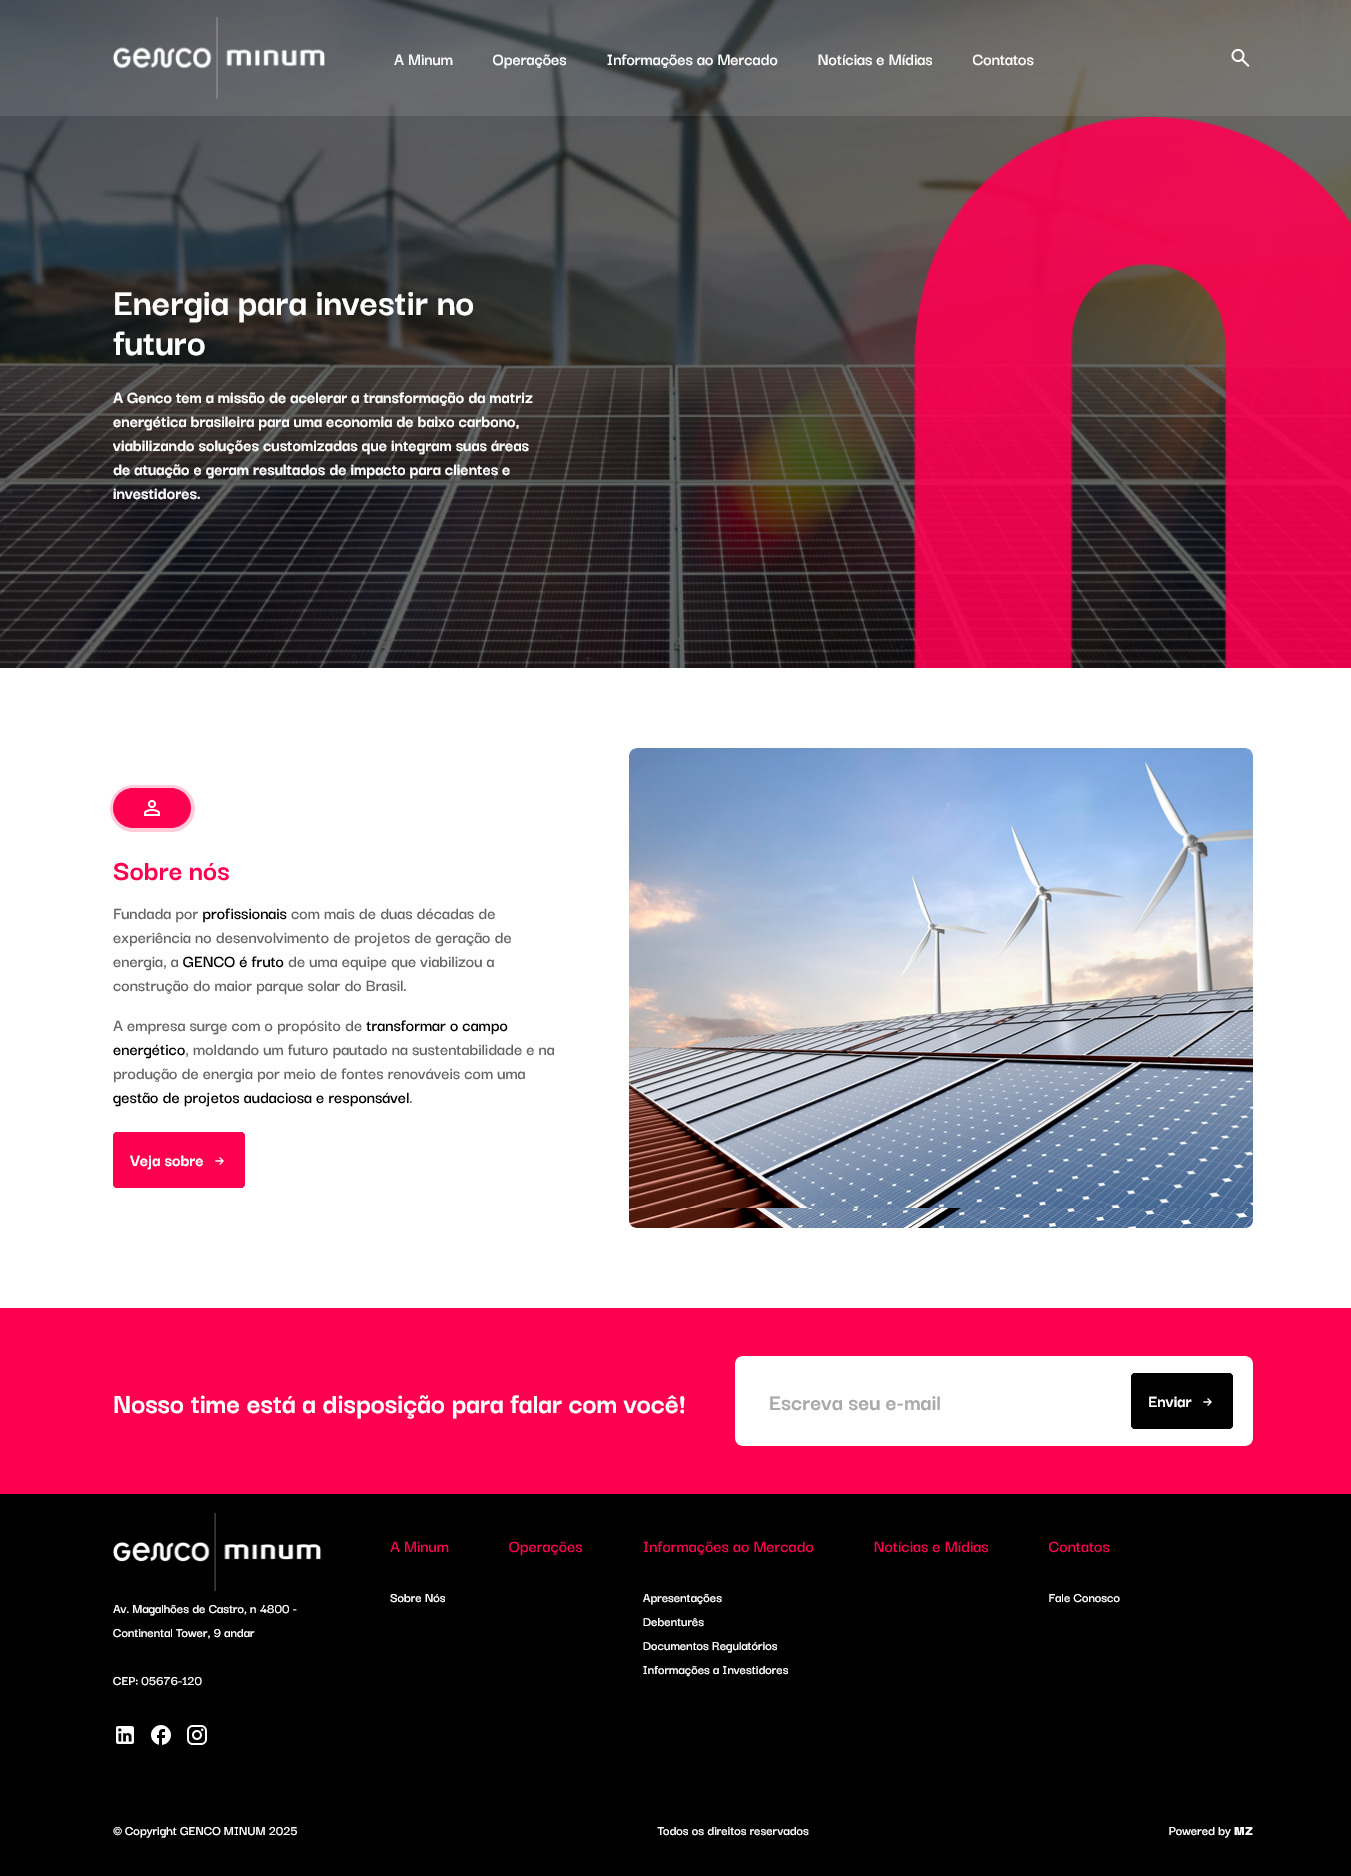 GENCO minum
A Minum
Operações
Informações ao Mercado
Notícias e Mídias
Contatos
Energia para investir no
futuro
A Genco tem a missão de acelerar a transformação da matriz
energética brasileira para uma economia de baixo carbono,
viabilizando soluções customizadas que integram suas áreas
de atuação e geram resultados de impacto para clientes e
investidores.
Sobre nós
Fundada por profissionais com mais de duas décadas de
experiência no desenvolvimento de projetos de geração de
energia, a GENCO é fruto de uma equipe que viabilizou a
construção do maior parque solar do Brasil.
A empresa surge com o propósito de transformar o campo
energético, moldando um futuro pautado na sustentabilidade e na
produção de energia por meio de fontes renováveis com uma
gestão de projetos audaciosa e responsável.
Veja sobre
Nosso time está a disposição para falar com você!
Escreva seu e-mail
Enviar
GENCO minum
Av. Magalhões de Castro, n 4800 -
Continental Tower, 9 andar
CEP: 05676-120
A Minum
Sobre Nós
Operações
Informações ao Mercado
Apresentações
Debenturês
Documentos Regulatórios
Informações a Investidores
Notícias e Mídias
Contatos
Fale Conosco
© Copyright GENCO MINUM 2025
Todos os direitos reservados
Powered by MZ